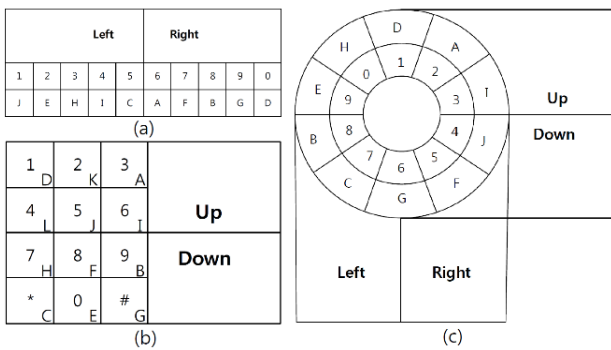 Left Right
1 2 3 4 5 6 7 8 9 0
J E H I C A F B G D
(a)
1 D 2 K 3 A
4 L 5 J 6 I
Up
7 H 8 F 9 B
Down
* C 0 E # G
(b)
D
H A
1
0 2
E I
9 3
Up
Down
B J
8 4
7 5
6
C F
G
Left Right
(c)